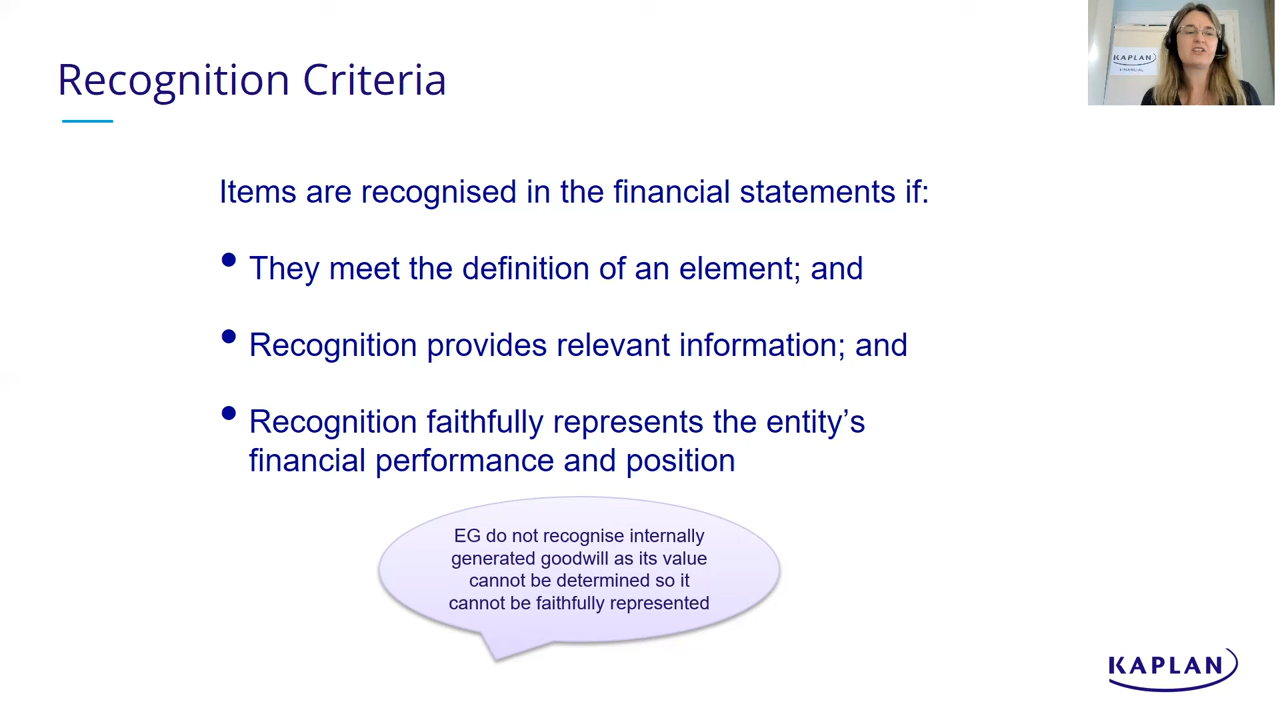 Recognition Criteria
KAPLAN
FINANCIAL
Items are recognised in the financial statements if:
• They meet the definition of an element; and
• Recognition provides relevant information; and
• Recognition faithfully represents the entity’s
financial performance and position
EG do not recognise internally
generated goodwill as its value
cannot be determined so it
cannot be faithfully represented
KAPLAN